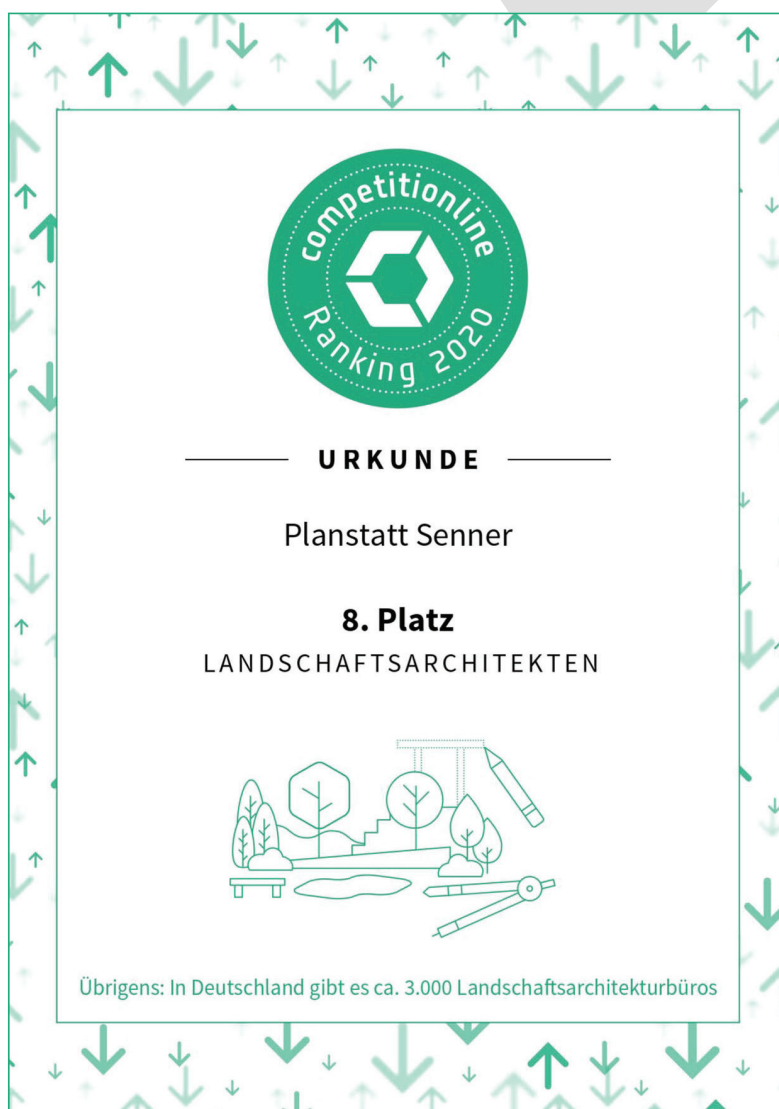 competitionline
Ranking 2020
URKUNDE
Planstatt Senner
8. Platz
LANDSCHAFTSARCHITEKTEN
Übrigens: In Deutschland gibt es ca. 3.000 Landschaftsarchitekturbüros